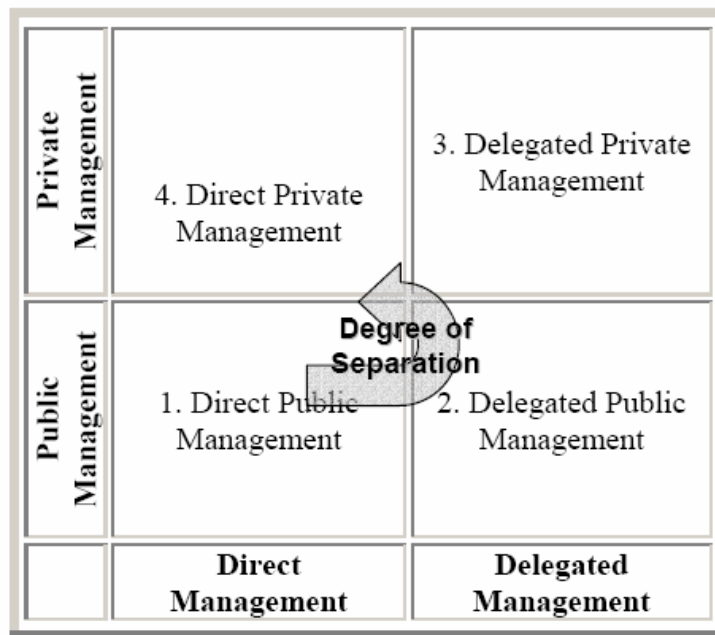 Private
Management
4. Direct Private
Management
3. Delegated Private
Management
Degree of
Separation
Public
Management
1. Direct Public
Management
2. Delegated Public
Management
Direct
Management
Delegated
Management